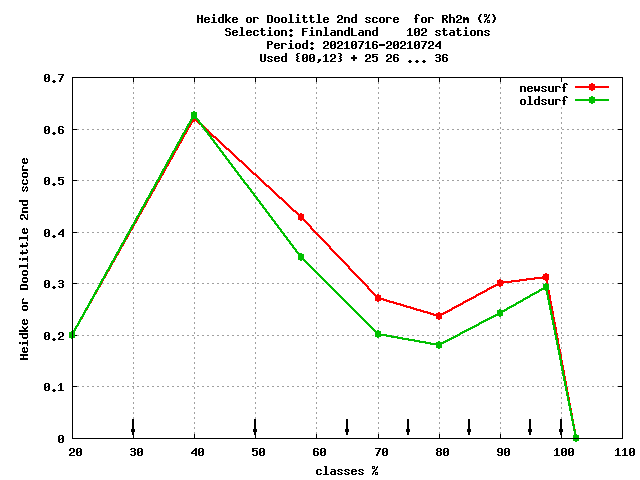 Heidke or Doolittle 2nd score  for Rh2m (%)
Selection: FinlandLand    102 stations
Period: 20210716-20210724
Used {00,12} + 25 26 ... 36
newsurf
oldsurf
0.7
0.6
0.5
0.4
0.3
0.2
0.1
0
Heidke or Doolittle 2nd score
20 30 40 50 60 70 80 90 100 110
classes %